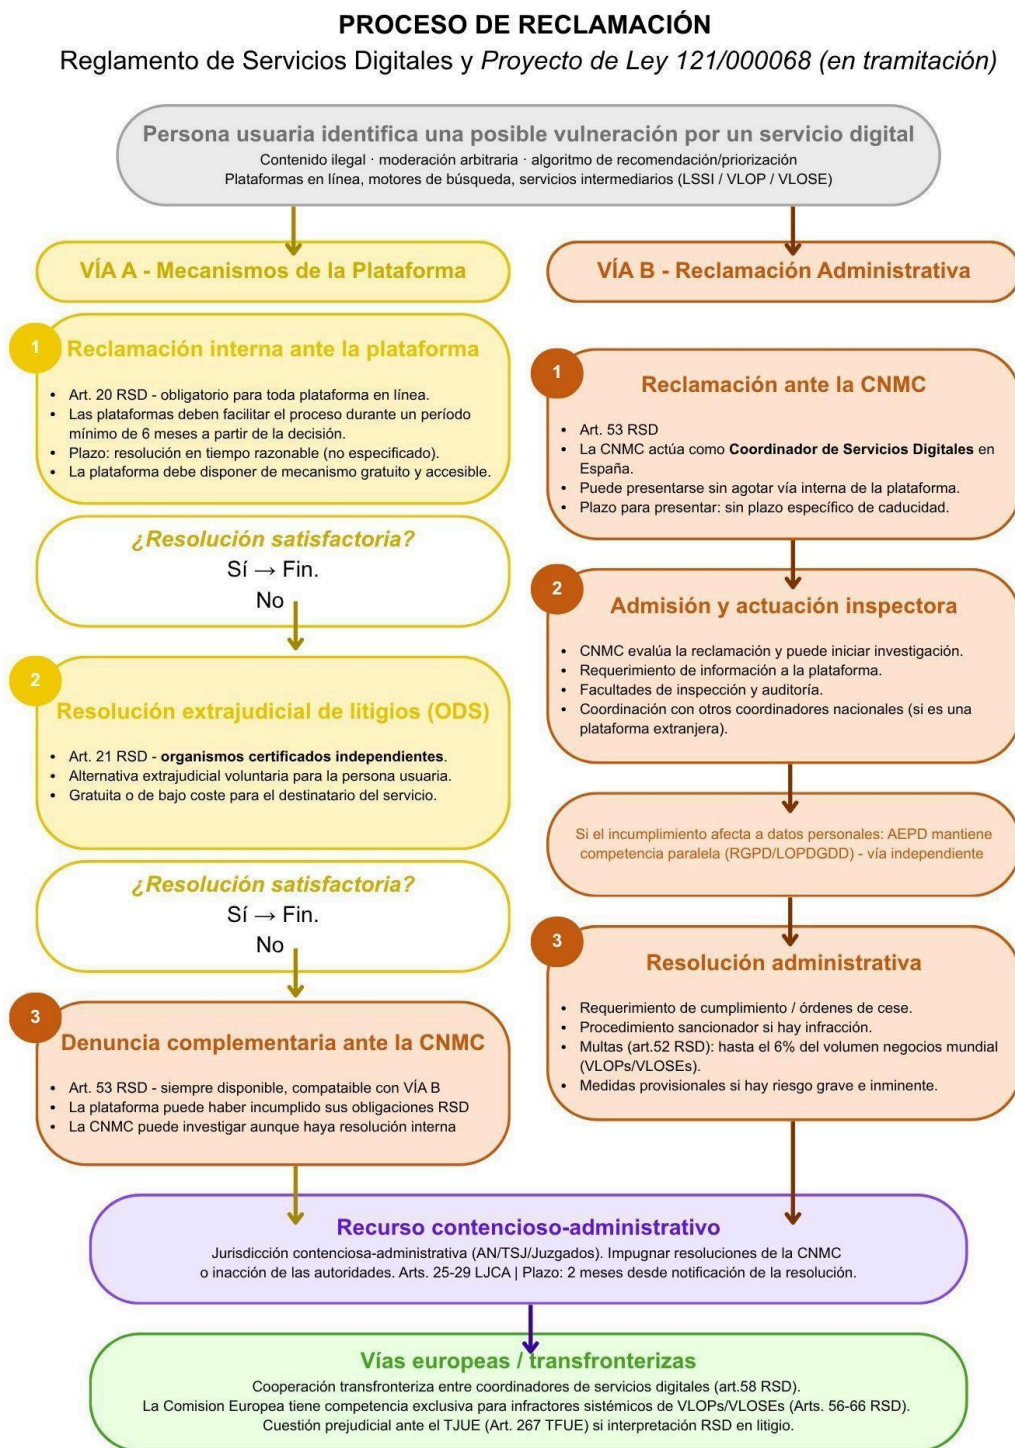 PROCESO DE RECLAMACIÓN
Reglamento de Servicios Digitales y Proyecto de Ley 121/000068 (en tramitación)
Persona usuaria identifica una posible vulneración por un servicio digital
Contenido ilegal · moderación arbitraria · algoritmo de recomendación/priorización
Plataformas en línea, motores de búsqueda, servicios intermediarios (LSSI / VLOP / VLOSE)
VÍA A - Mecanismos de la Plataforma
1
Reclamación interna ante la plataforma
• Art. 20 RSD - obligatorio para toda plataforma en línea.
• Las plataformas deben facilitar el proceso durante un período
mínimo de 6 meses a partir de la decisión.
• Plazo: resolución en tiempo razonable (no especificado).
• La plataforma debe disponer de mecanismo gratuito y accesible.
¿Resolución satisfactoria?
Sí → Fin.
No
2
Resolución extrajudicial de litigios (ODS)
• Art. 21 RSD - organismos certificados independientes.
• Alternativa extrajudicial voluntaria para la persona usuaria.
• Gratuita o de bajo coste para el destinatario del servicio.
¿Resolución satisfactoria?
Sí → Fin.
No
3
Denuncia complementaria ante la CNMC
• Art. 53 RSD - siempre disponible, compataible con VÍA B
• La plataforma puede haber incumplido sus obligaciones RSD
• La CNMC puede investigar aunque haya resolución interna
VÍA B - Reclamación Administrativa
1
Reclamación ante la CNMC
• Art. 53 RSD
• La CNMC actúa como Coordinador de Servicios Digitales en
España.
• Puede presentarse sin agotar vía interna de la plataforma.
• Plazo para presentar: sin plazo específico de caducidad.
2
Admisión y actuación inspectora
• CNMC evalúa la reclamación y puede iniciar investigación.
• Requerimiento de información a la plataforma.
• Facultades de inspección y auditoría.
• Coordinación con otros coordinadores nacionales (si es una
plataforma extranjera).
Si el incumplimiento afecta a datos personales: AEPD mantiene
competencia paralela (RGPD/LOPDGDD) - vía independiente
3
Resolución administrativa
• Requerimiento de cumplimiento / órdenes de cese.
• Procedimiento sancionador si hay infracción.
• Multas (art.52 RSD): hasta el 6% del volumen negocios mundial
(VLOPs/VLOSEs).
• Medidas provisionales si hay riesgo grave e inminente.
Recurso contencioso-administrativo
Jurisdicción contenciosa-administrativa (AN/TSJ/Juzgados). Impugnar resoluciones de la CNMC
o inacción de las autoridades. Arts. 25-29 LJCA | Plazo: 2 meses desde notificación de la resolución.
Vías europeas / transfronterizas
Cooperación transfronteriza entre coordinadores de servicios digitales (art.58 RSD).
La Comision Europea tiene competencia exclusiva para infractores sistémicos de VLOPs/VLOSEs (Arts. 56-66 RSD).
Cuestión prejudicial ante el TJUE (Art. 267 TFUE) si interpretación RSD en litigio.